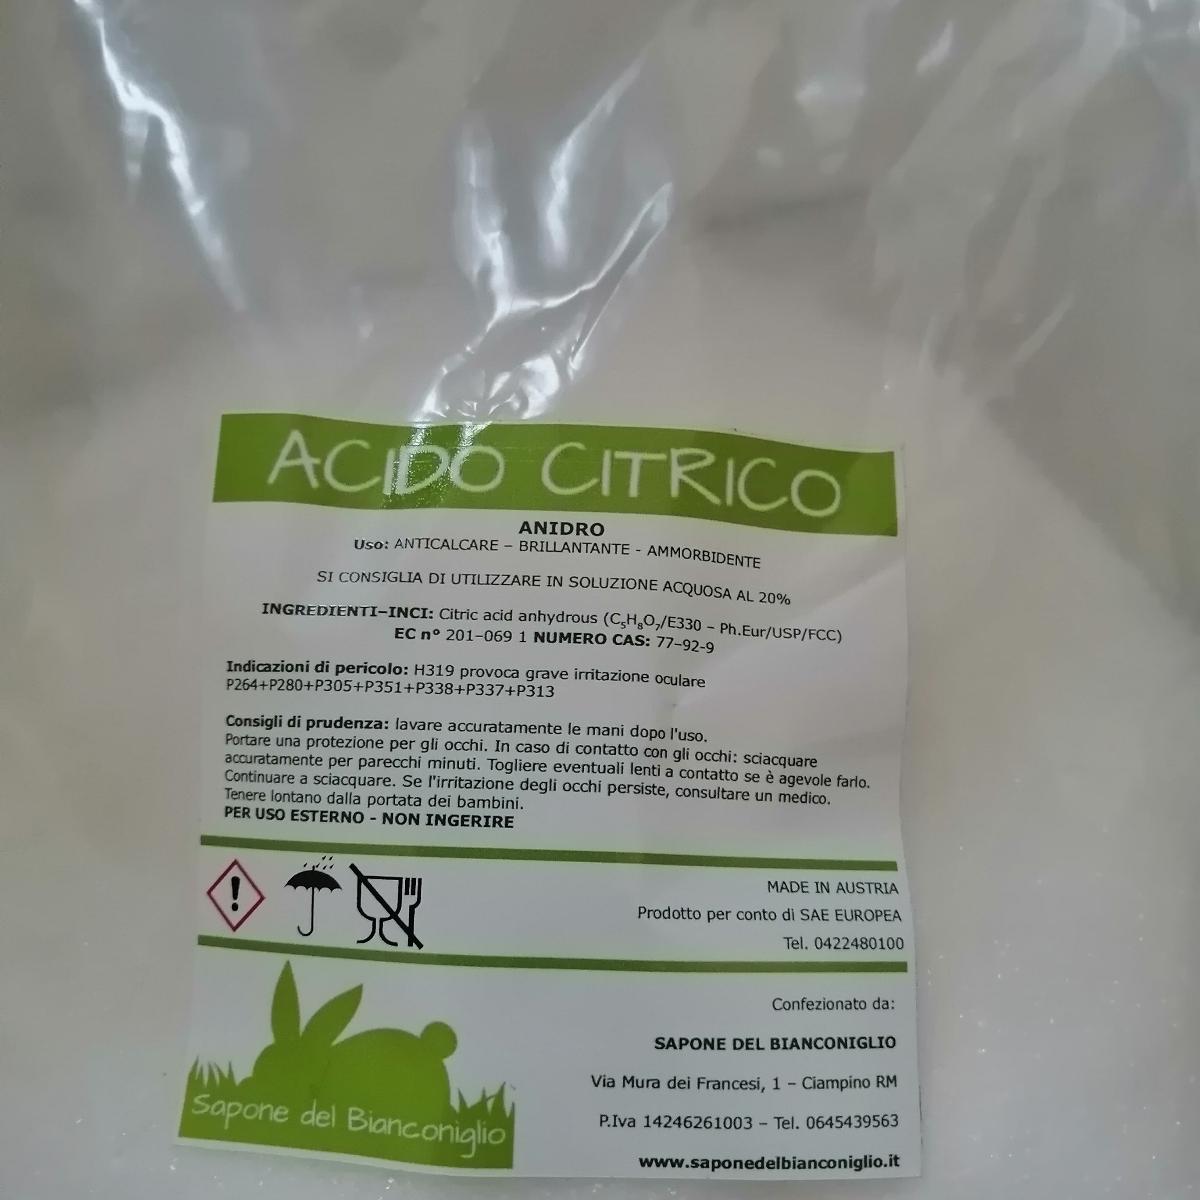 ACIDO CITRICO
ANIDRO
Uso: ANTICALCARE – BRILLANTANTE - AMMORBIDENTE
SI CONSIGLIA DI UTILIZZARE IN SOLUZIONE ACQUOSA AL 20%
INGREDIENTI–INCI: Citric acid anhydrous (C₅H₈O₇/E330 – Ph.Eur/USP/FCC)
EC n° 201–069 1 NUMERO CAS: 77–92-9
Indicazioni di pericolo: H319 provoca grave irritazione oculare
P264+P280+P305+P351+P338+P337+P313
Consigli di prudenza: lavare accuratamente le mani dopo l'uso.
Portare una protezione per gli occhi. In caso di contatto con gli occhi: sciacquare
accuratamente per parecchi minuti. Togliere eventuali lenti a contatto se è agevole farlo.
Continuare a sciacquare. Se l'irritazione degli occhi persiste, consultare un medico.
Tenere lontano dalla portata dei bambini.
PER USO ESTERNO - NON INGERIRE
MADE IN AUSTRIA
Prodotto per conto di SAE EUROPEA
Tel. 0422480100
Confezionato da:
SAPONE DEL BIANCONIGLIO
Via Mura dei Francesi, 1 – Ciampino RM
P.Iva 14246261003 – Tel. 0645439563
www.saponedelbianconiglio.it
Sapone del Bianconiglio